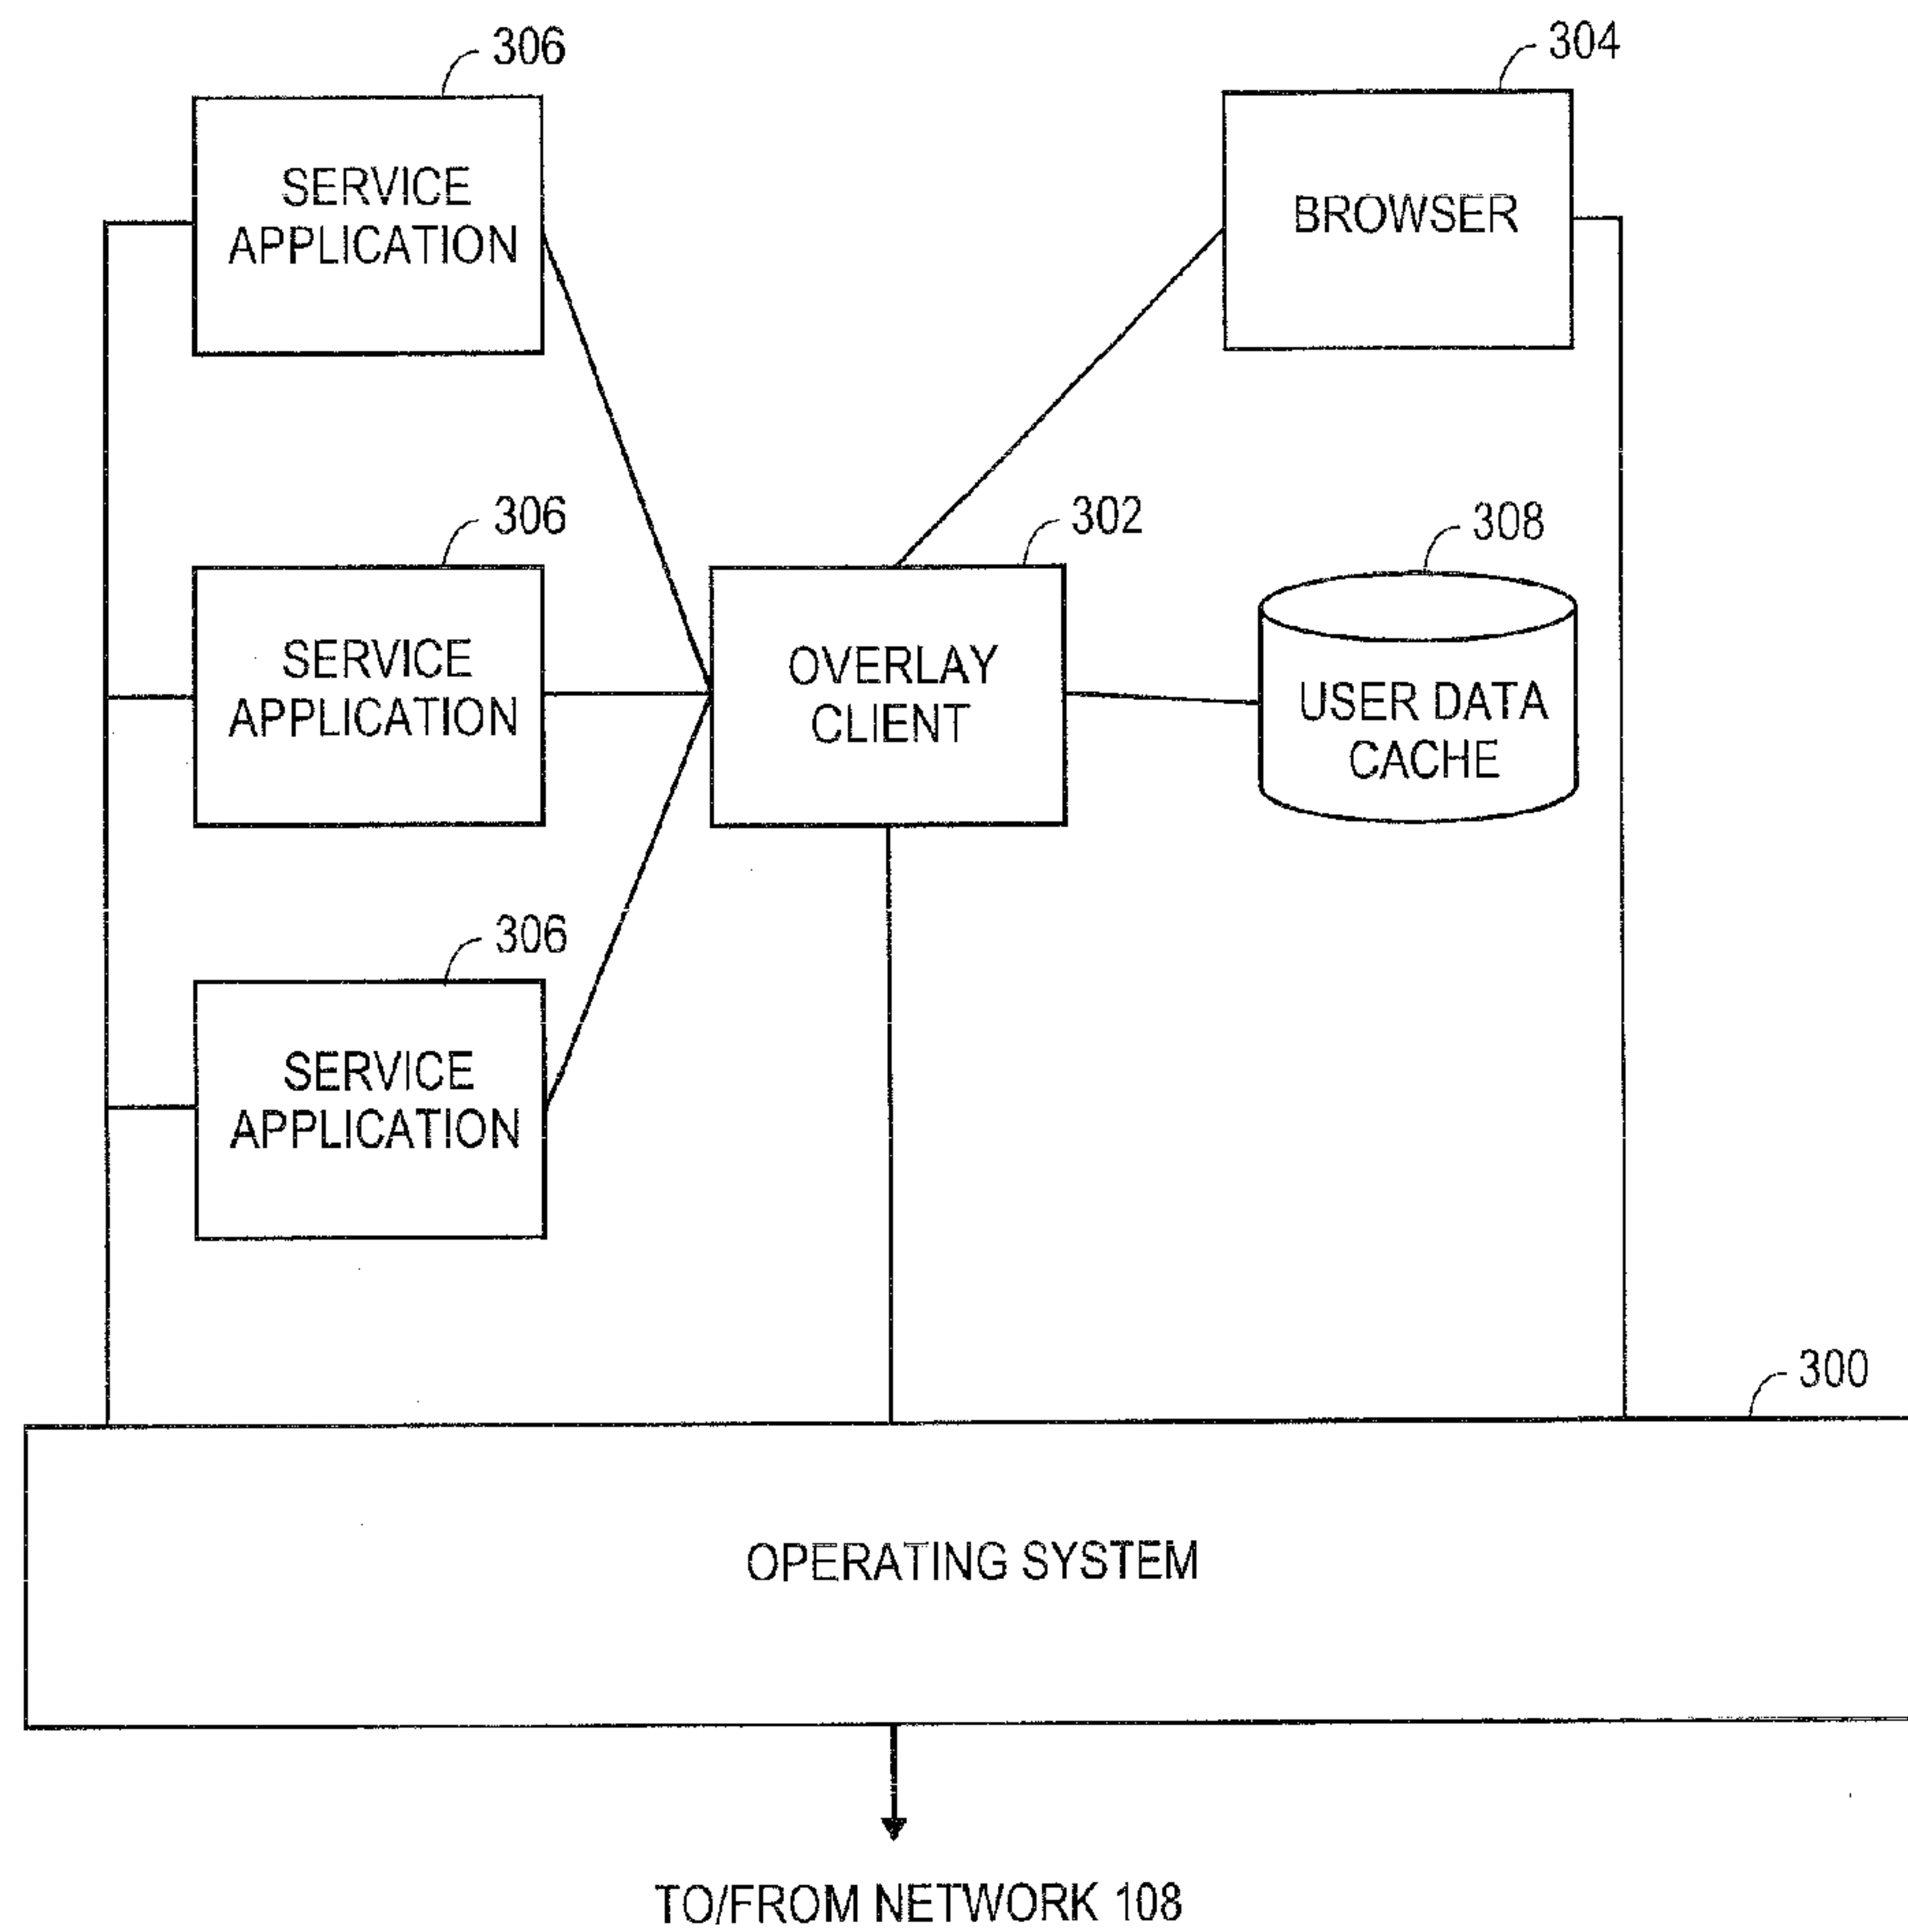 306
304
SERVICE
APPLICATION
BROWSER
306
302
308
SERVICE
APPLICATION
OVERLAY
CLIENT
USER DATA
CACHE
306
SERVICE
APPLICATION
300
OPERATING SYSTEM
TO/FROM NETWORK 108